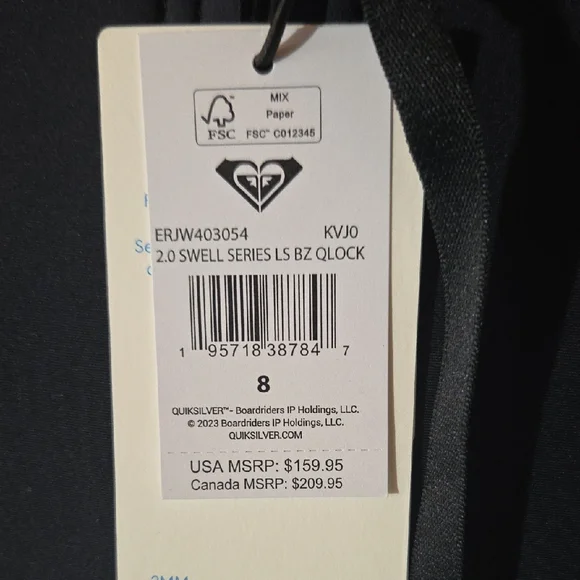 MIX
Paper
FSC™ C012345
FSC
ERJW403054 KVJ0
2.0 SWELL SERIES LS BZ QLOCK
1 95718 38784 7
8
QUIKSILVER™- Boardriders IP Holdings, LLC.
© 2023 Boardriders IP Holdings, LLC.
QUIKSILVER.COM
USA MSRP: $159.95
Canada MSRP: $209.95